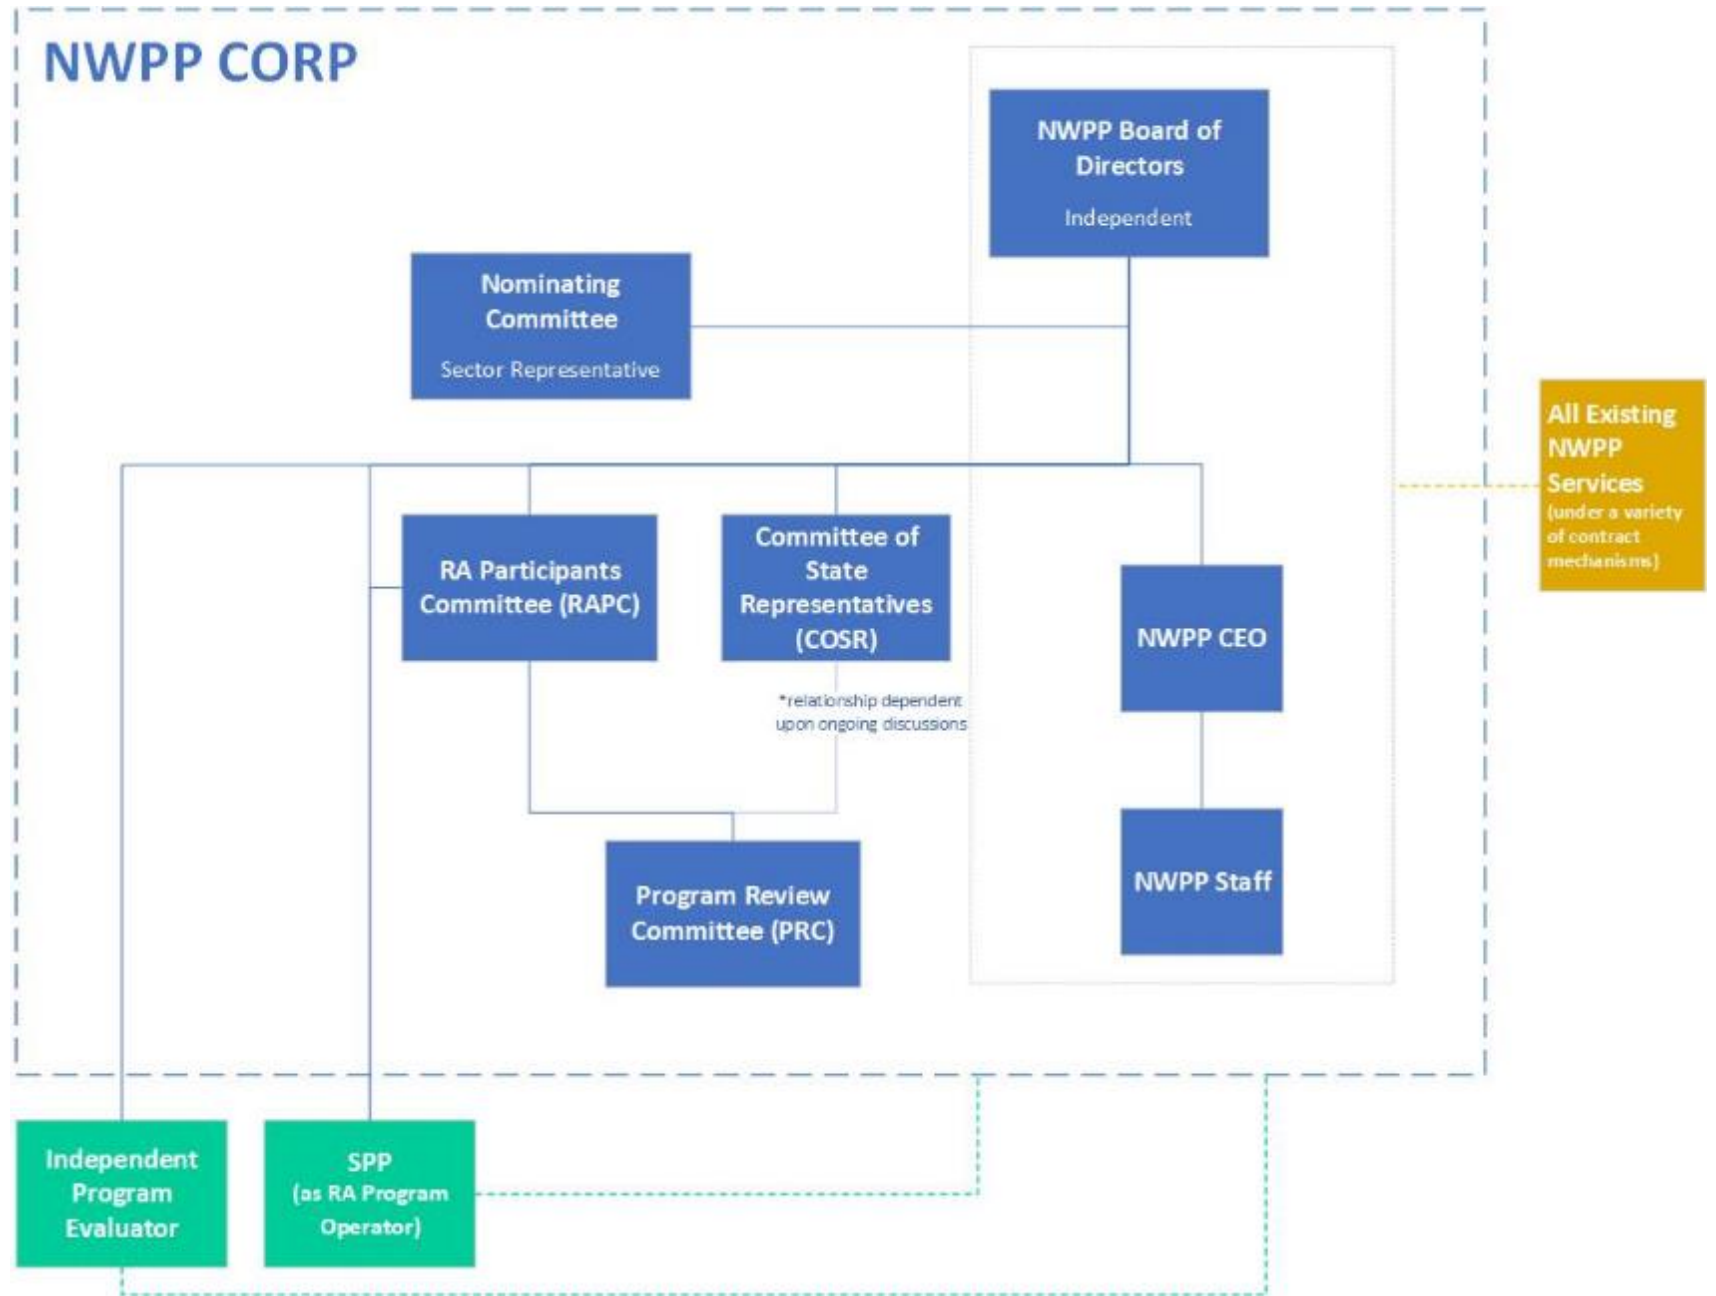 NWPP CORP
NWPP Board of
Directors
Independent
Nominating
Committee
Sector Representative
All Existing
NWPP
Services
(under a variety
of contract
mechanisms)
RA Participants
Committee (RAPC)
Committee of
State
Representatives
(COSR)
*relationship dependent
upon ongoing discussions
NWPP CEO
Program Review
Committee (PRC)
NWPP Staff
Independent
Program
Evaluator
SPP
(as RA Program
Operator)